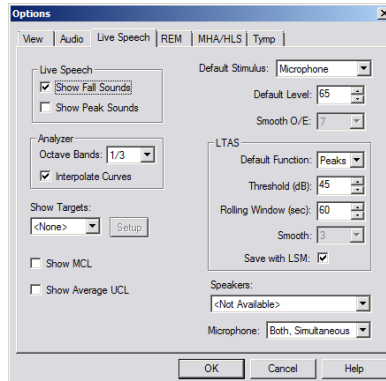 Options
View Audio Live Speech REM MHA/HLS Tymp
Live Speech
Show Fall Sounds
Show Peak Sounds
Analyzer
Octave Bands: 1/3
Interpolate Curves
Show Targets:
<None> Setup
Show MCL
Show Average UCL
Default Stimulus: Microphone
Default Level: 65
Smooth O/E: 7
LTAS
Default Function: Peaks
Threshold (dB): 45
Rolling Window (sec): 60
Smooth: 3
Save with LSM:
Speakers:
<Not Available>
Microphone: Both, Simultaneous
OK Cancel Help